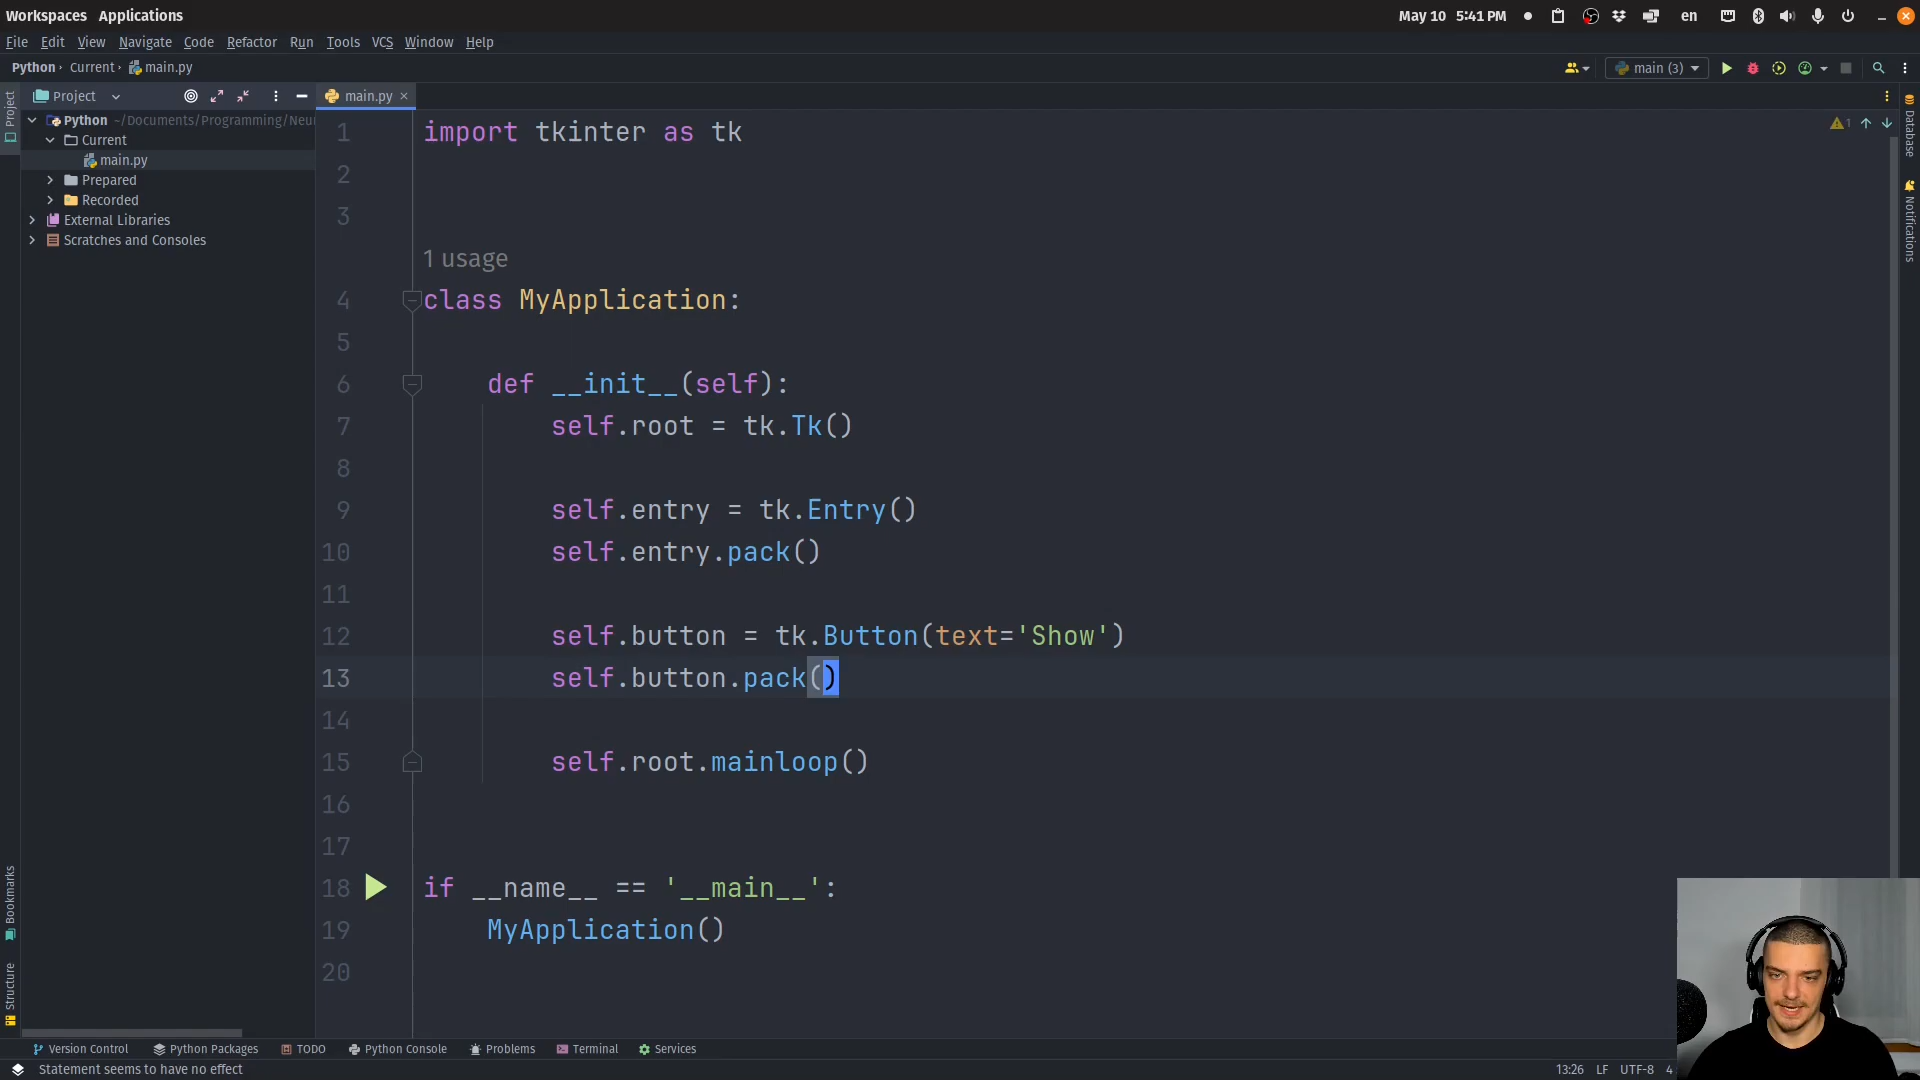 Workspaces Applications
May 10 5:41 PM
en
File Edit View Navigate Code Refactor Run Tools VCS Window Help
Python Current main.py
main (3)
Project
main.py
Project
Python ~/Documents/Programming/Neu
Current
main.py
Prepared
Recorded
External Libraries
Scratches and Consoles
1 import tkinter as tk
2
3
1 usage
4 class MyApplication:
5
6 def __init__(self):
7 self.root = tk.Tk()
8
9 self.entry = tk.Entry()
10 self.entry.pack()
11
12 self.button = tk.Button(text='Show')
13 self.button.pack()
14
15 self.root.mainloop()
16
17
18 if __name__ == '__main__':
19 MyApplication()
20
1
Database
Notifications
Bookmarks
Structure
Version Control Python Packages TODO Python Console Problems Terminal Services
Statement seems to have no effect
13:26 LF UTF-8 4